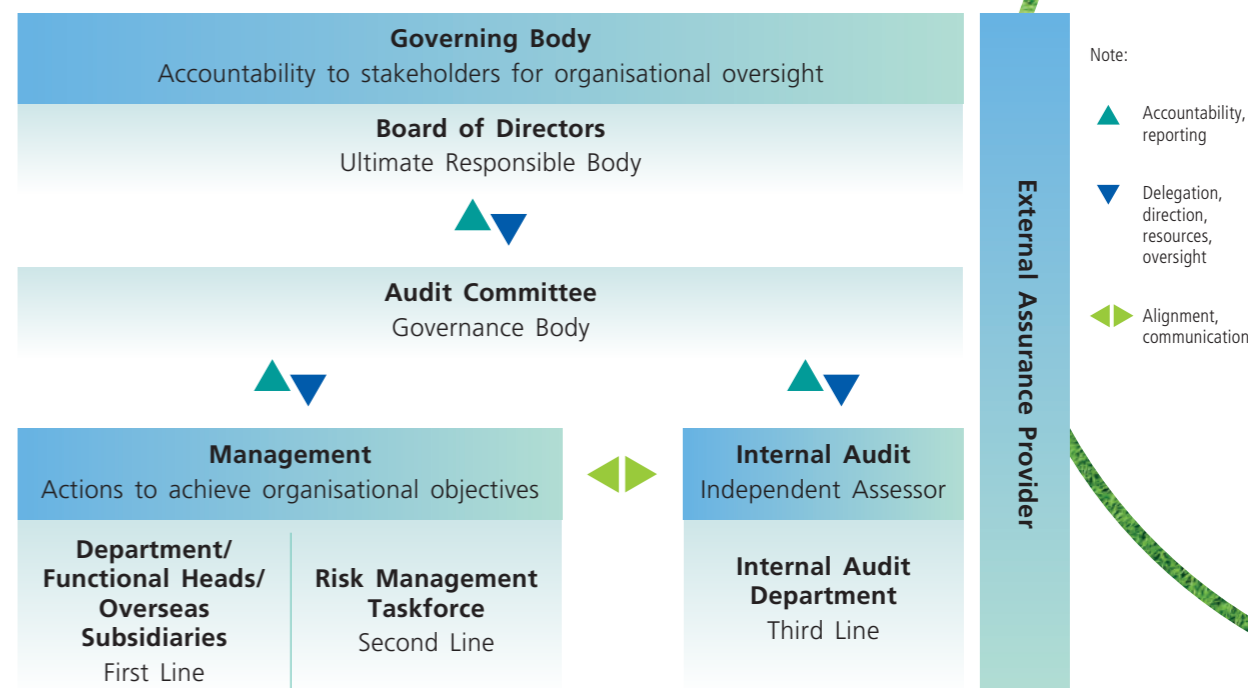 Governing Body
Accountability to stakeholders for organisational oversight
Board of Directors
Ultimate Responsible Body
Audit Committee
Governance Body
Management
Actions to achieve organisational objectives
Department/
Functional Heads/
Overseas
Subsidiaries
First Line
Risk Management
Taskforce
Second Line
Internal Audit
Independent Assessor
Internal Audit
Department
Third Line
External Assurance Provider
Note:
Accountability,
reporting
Delegation,
direction,
resources,
oversight
Alignment,
communication